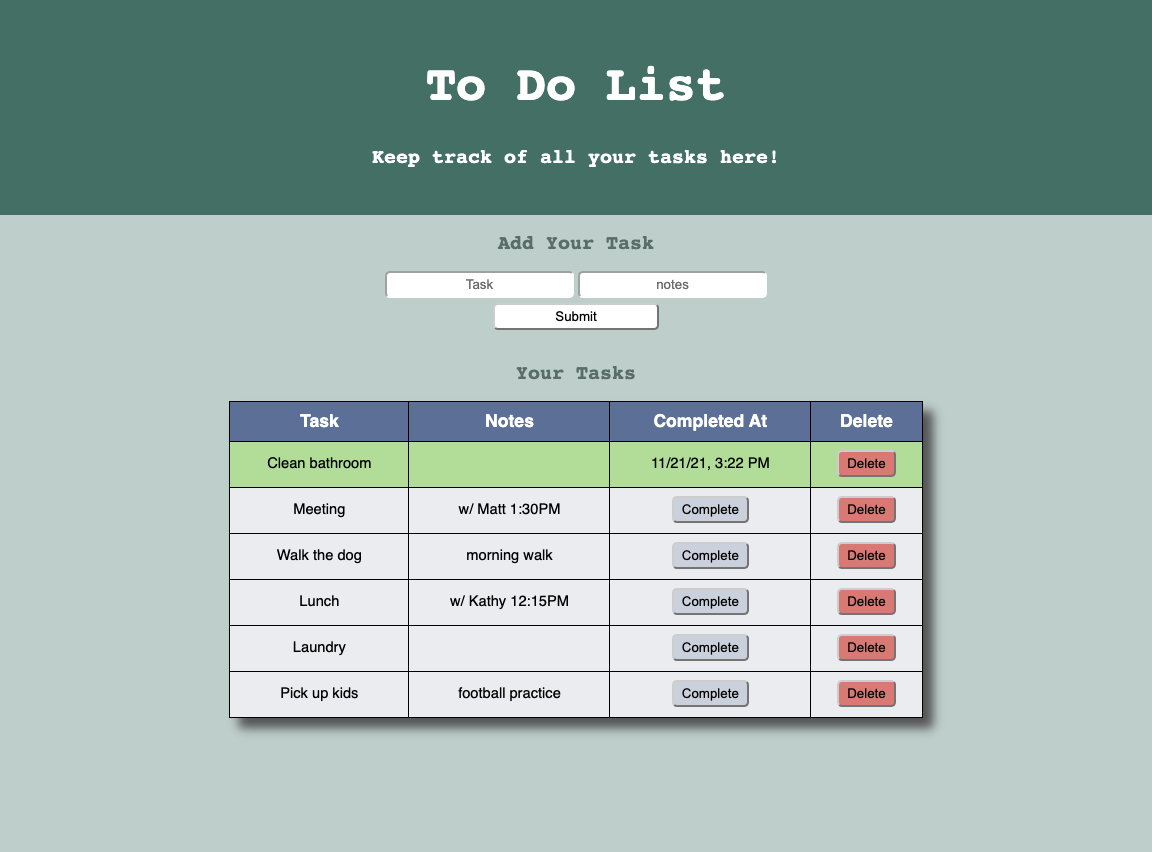 To Do List
Keep track of all your tasks here!
Add Your Task
Task notes
Submit
Your Tasks
Task Notes Completed At Delete
Clean bathroom 11/21/21, 3:22 PM Delete
Meeting w/ Matt 1:30PM Complete Delete
Walk the dog morning walk Complete Delete
Lunch w/ Kathy 12:15PM Complete Delete
Laundry Complete Delete
Pick up kids football practice Complete Delete